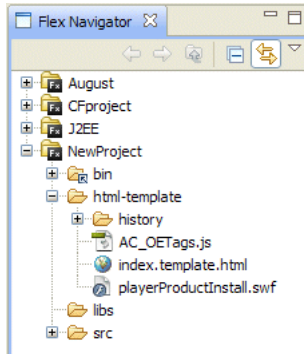 Flex Navigator
August
CFproject
J2EE
NewProject
bin
html-template
history
AC_OETags.js
index.template.html
playerProductInstall.swf
libs
src